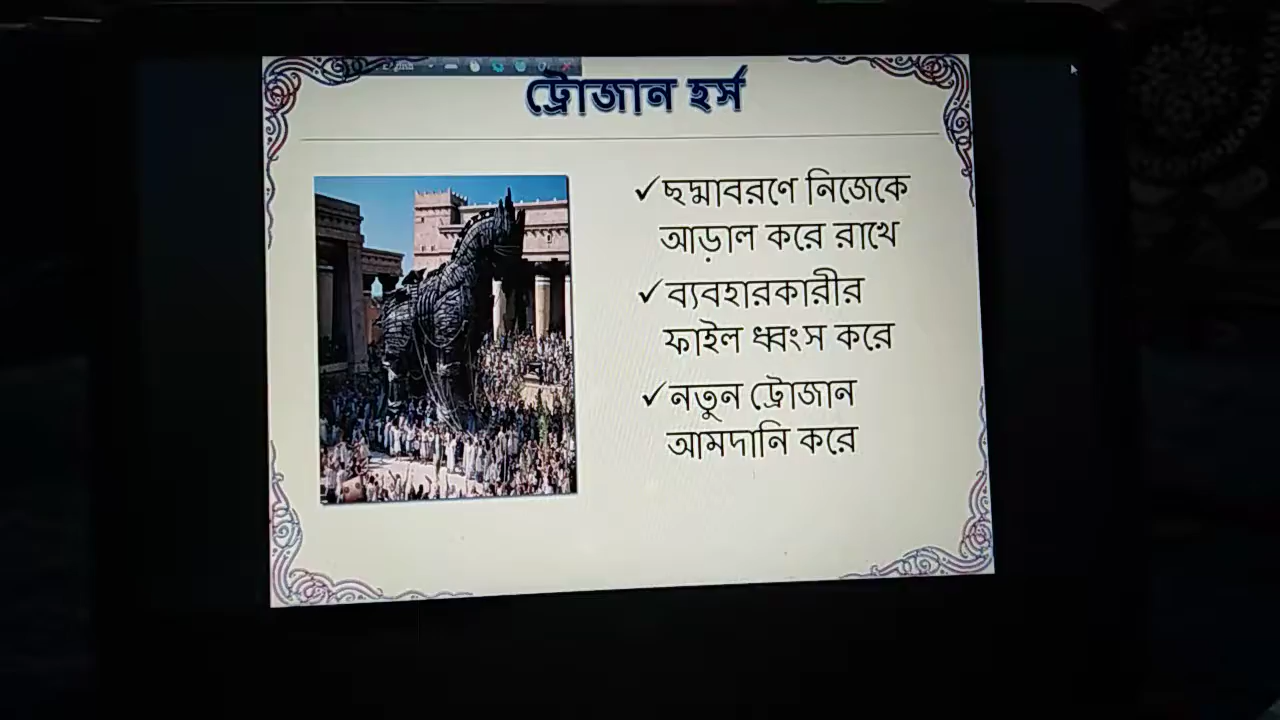 ট্রোজান হর্স
✓ছদ্মাবরণে নিজেকে
আড়াল করে রাখে
✓ব্যবহারকারীর
ফাইল ধ্বংস করে
✓নতুন ট্রোজান
আমদানি করে